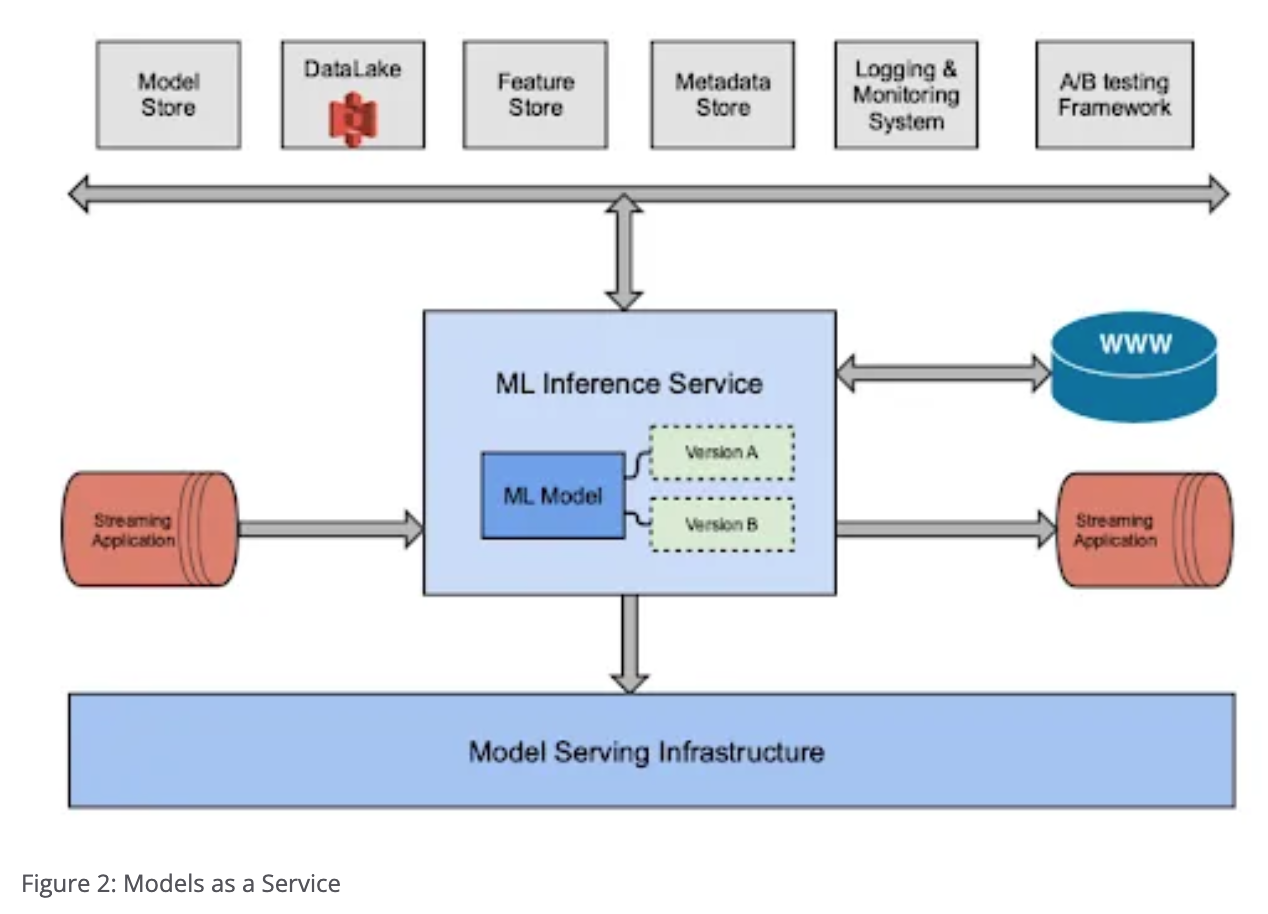 Model
Store
DataLake
Feature
Store
Metadata
Store
Logging &
Monitoring
System
A/B testing
Framework
ML Inference Service
WWW
ML Model
Version A
Version B
Streaming
Application
Streaming
Application
Model Serving Infrastructure
Figure 2: Models as a Service